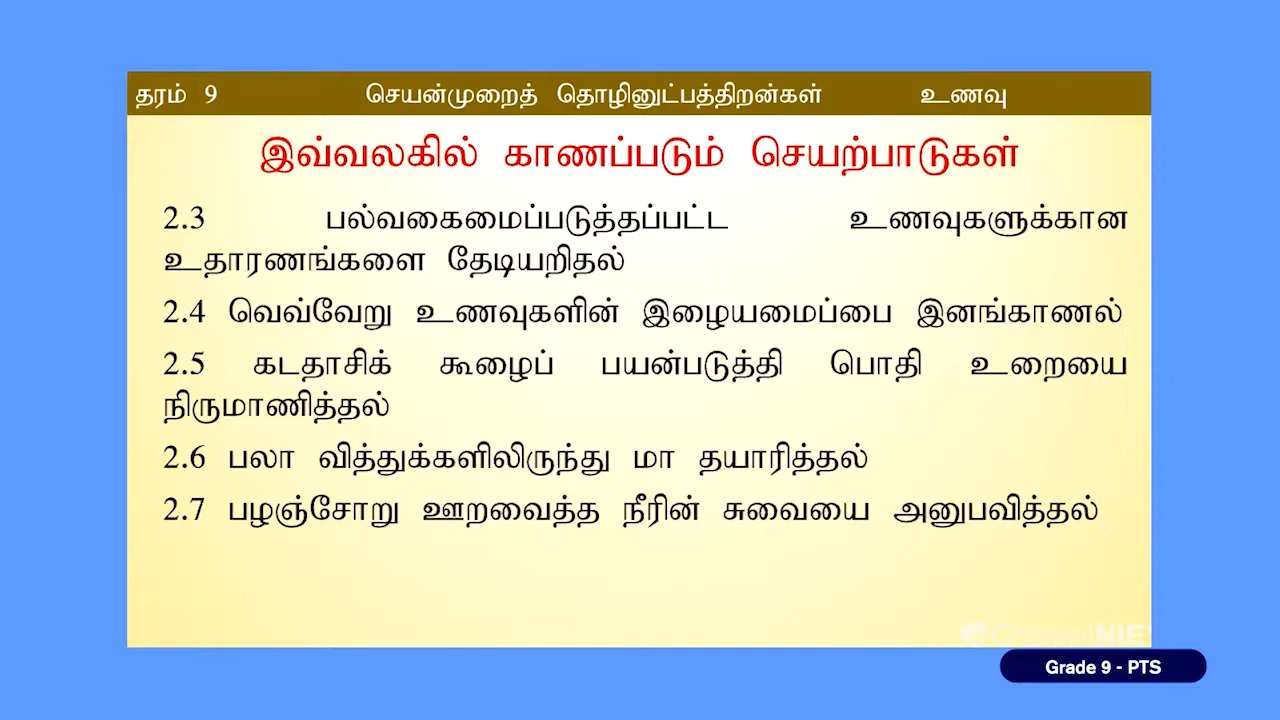 தரம் 9 செயன்முறைத் தொழினுட்பத்திறன்கள் உணவு
இவ்வலகில் காணப்படும் செயற்பாடுகள்
2.3 பல்வகைமைப்படுத்தப்பட்ட உணவுகளுக்கான
உதாரணங்களை தேடியறிதல்
2.4 வெவ்வேறு உணவுகளின் இழையமைப்பை இனங்காணல்
2.5 கடதாசிக் கூழைப் பயன்படுத்தி பொதி உறையை
நிருமாணித்தல்
2.6 பலா வித்துக்களிலிருந்து மா தயாரித்தல்
2.7 பழஞ்சோறு ஊறவைத்த நீரின் சுவையை அனுபவித்தல்
Channel NIE
Grade 9 - PTS